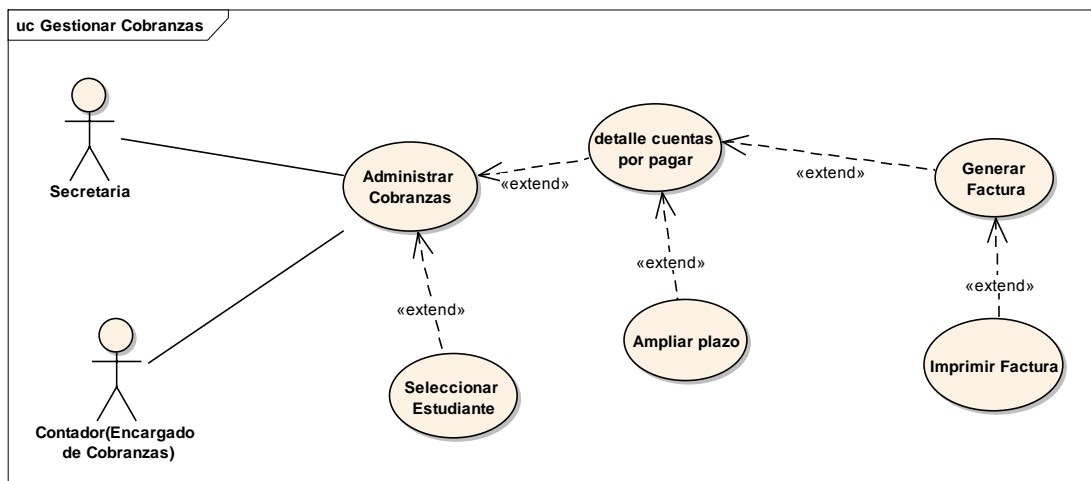 uc Gestionar Cobranzas
Secretaria
Administrar
Cobranzas
«extend»
detalle cuentas
por pagar
«extend»
Generar
Factura
«extend»
«extend»
«extend»
Ampliar plazo
Imprimir Factura
Seleccionar
Estudiante
Contador(Encargado
de Cobranzas)